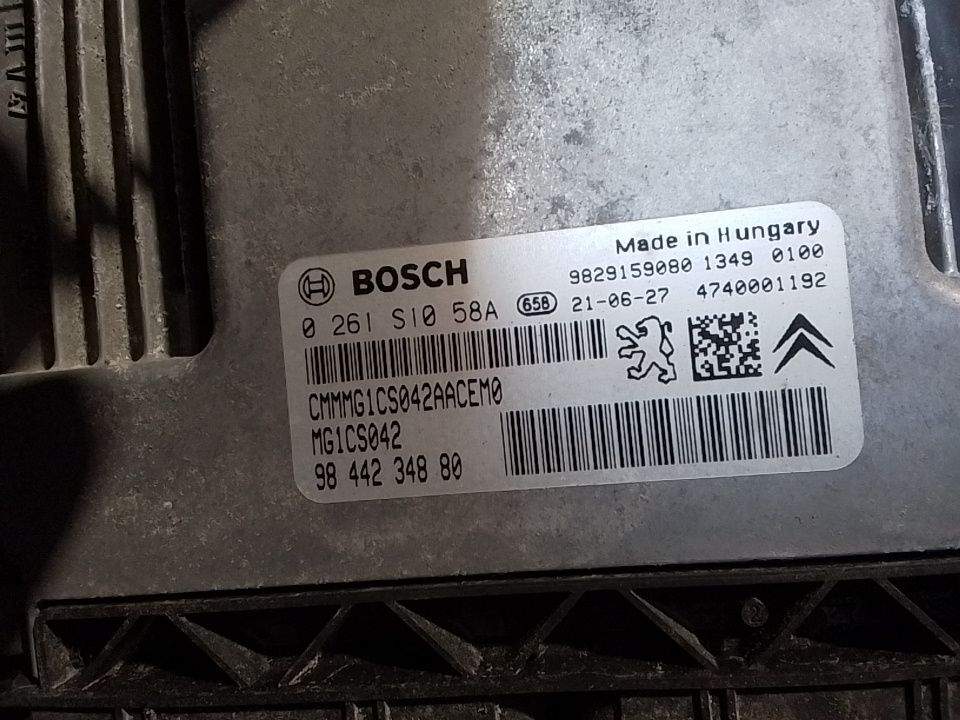 Made in Hungary
BOSCH
9829159080 1349 0100
0 261 S10 58A 658 21-06-27 4740001192
CMMMG1CS042AACEM0
MG1CS042
98 442 348 80